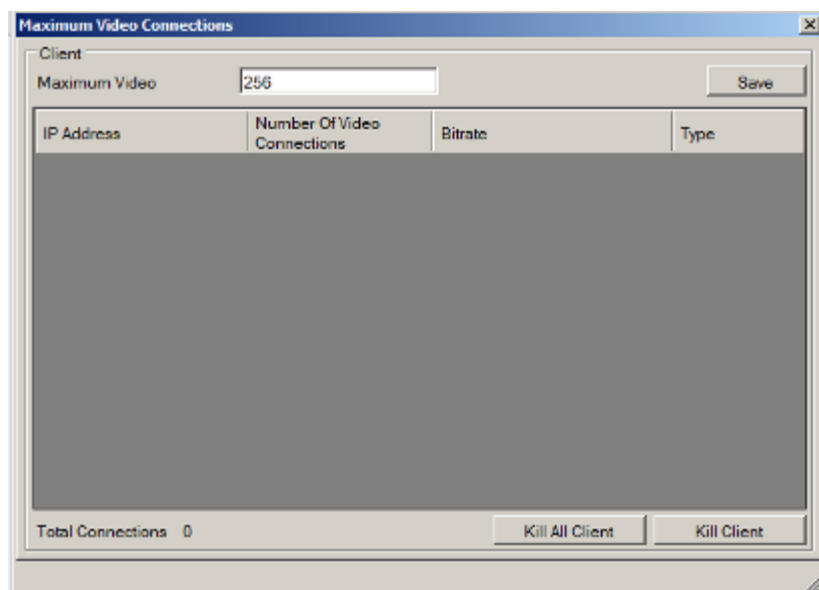 Maximum Video Connections
Client
Maximum Video 256 Save
IP Address Number Of Video Connections Bitrate Type
Total Connections 0 Kill All Client Kill Client